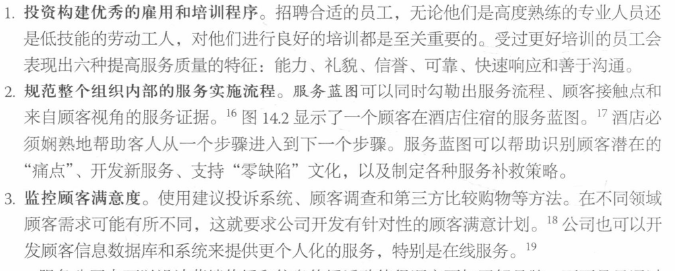 1. 投资构建优秀的雇用和培训程序。招聘合适的员工，无论他们是高度熟练的专业人员还
是低技能的劳动工人，对他们进行良好的培训都是至关重要的。受过更好培训的员工会
表现出六种提高服务质量的特征：能力、礼貌、信誉、可靠、快速响应和善于沟通。
2. 规范整个组织内部的服务实施流程。服务蓝图可以同时勾勒出服务流程、顾客接触点和
来自顾客视角的服务证据。16 图 14.2 显示了一个顾客在酒店住宿的服务蓝图。17 酒店必
须娴熟地帮助客人从一个步骤进入到下一个步骤。服务蓝图可以帮助识别顾客潜在的
“痛点”、开发新服务、支持“零缺陷”文化，以及制定各种服务补救策略。
3. 监控顾客满意度。使用建议投诉系统、顾客调查和第三方比较购物等方法。在不同领域
顾客需求可能有所不同，这就要求公司开发有针对性的顾客满意计划。18 公司也可以开
发顾客信息数据库和系统来提供更个人化的服务，特别是在线服务。19